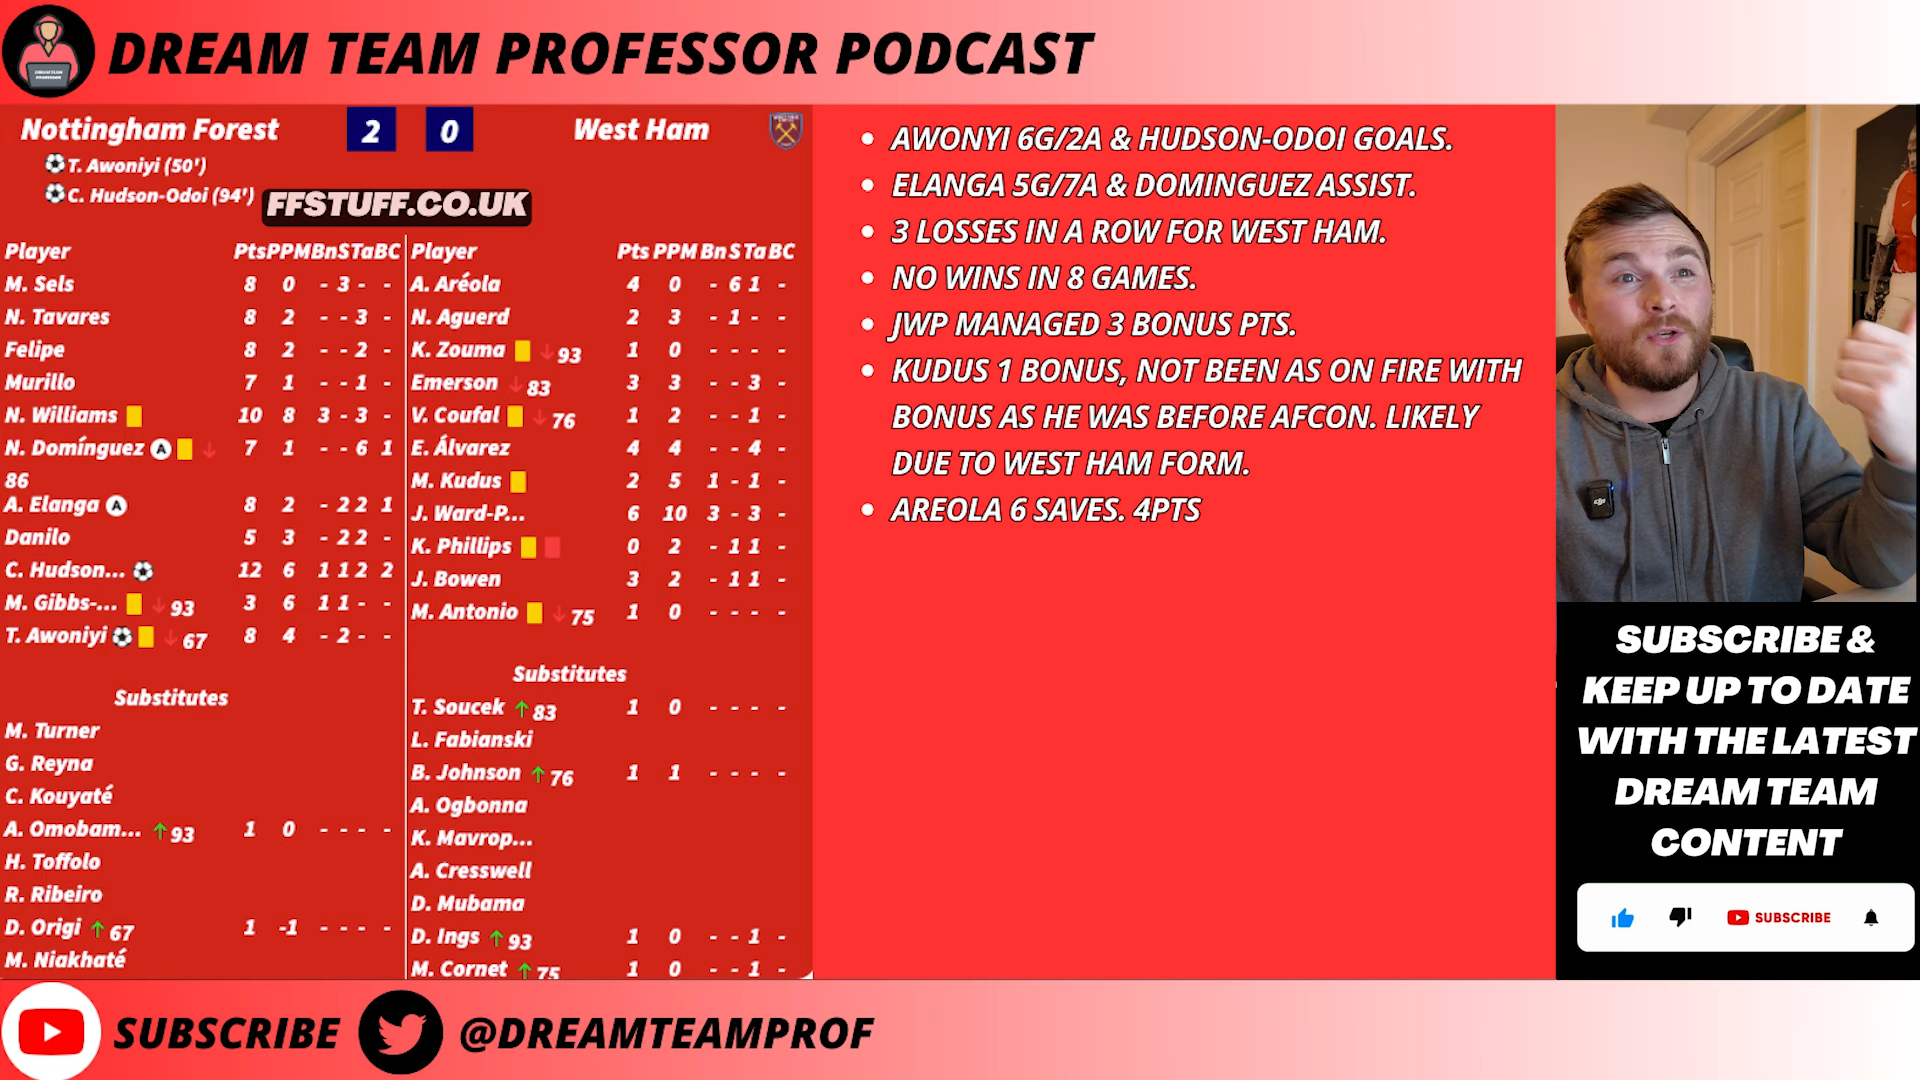 DREAM TEAM PROFESSOR PODCAST
Nottingham Forest 2 0 West Ham
T. Awoniyi (50')
C. Hudson-Odoi (94')
FFSTUFF.CO.UK
Player Pts PPM Bn S Ta BC
M. Sels 8 0 - 3 - -
N. Tavares 8 2 - - 3 -
Felipe 8 2 - - 2 -
Murillo 7 1 - - 1 -
N. Williams 10 8 3 - 3 -
N. Domínguez A 7 1 - - 6 1
86
A. Elanga A 8 2 - 2 2 1
Danilo 5 3 - 2 2 -
C. Hudson... 12 6 1 1 2 2
M. Gibbs-... 93 3 6 1 1 - -
T. Awoniyi 67 8 4 - 2 - -
Substitutes
M. Turner
G. Reyna
C. Kouyaté
A. Omobam... 93 1 0 - - - -
H. Toffolo
R. Ribeiro
D. Origi 67 1 -1 - - - -
M. Niakhaté
Player Pts PPM Bn S Ta BC
A. Aréola 4 0 - 6 1 -
N. Aguerd 2 3 - 1 - -
K. Zouma 93 1 0 - - - -
Emerson 83 3 3 - - 3 -
V. Coufal 76 1 2 - - 1 -
E. Álvarez 4 4 - - 4 -
M. Kudus 2 5 1 - 1 -
J. Ward-P... 6 10 3 - 3 -
K. Phillips 0 2 - 1 1 -
J. Bowen 3 2 - 1 1 -
M. Antonio 75 1 0 - - - -
Substitutes
T. Soucek 83 1 0 - - - -
L. Fabianski
B. Johnson 76 1 1 - - - -
A. Ogbonna
K. Mavrop...
A. Cresswell
D. Mubama
D. Ings 93 1 0 - - 1 -
M. Cornet 75 1 0 - - 1 -
• AWONYI 6G/2A & HUDSON-ODOI GOALS.
• ELANGA 5G/7A & DOMINGUEZ ASSIST.
• 3 LOSSES IN A ROW FOR WEST HAM.
• NO WINS IN 8 GAMES.
• JWP MANAGED 3 BONUS PTS.
• KUDUS 1 BONUS, NOT BEEN AS ON FIRE WITH
BONUS AS HE WAS BEFORE AFCON. LIKELY
DUE TO WEST HAM FORM.
• AREOLA 6 SAVES. 4PTS
SUBSCRIBE &
KEEP UP TO DATE
WITH THE LATEST
DREAM TEAM
CONTENT
SUBSCRIBE
SUBSCRIBE @DREAMTEAMPROF